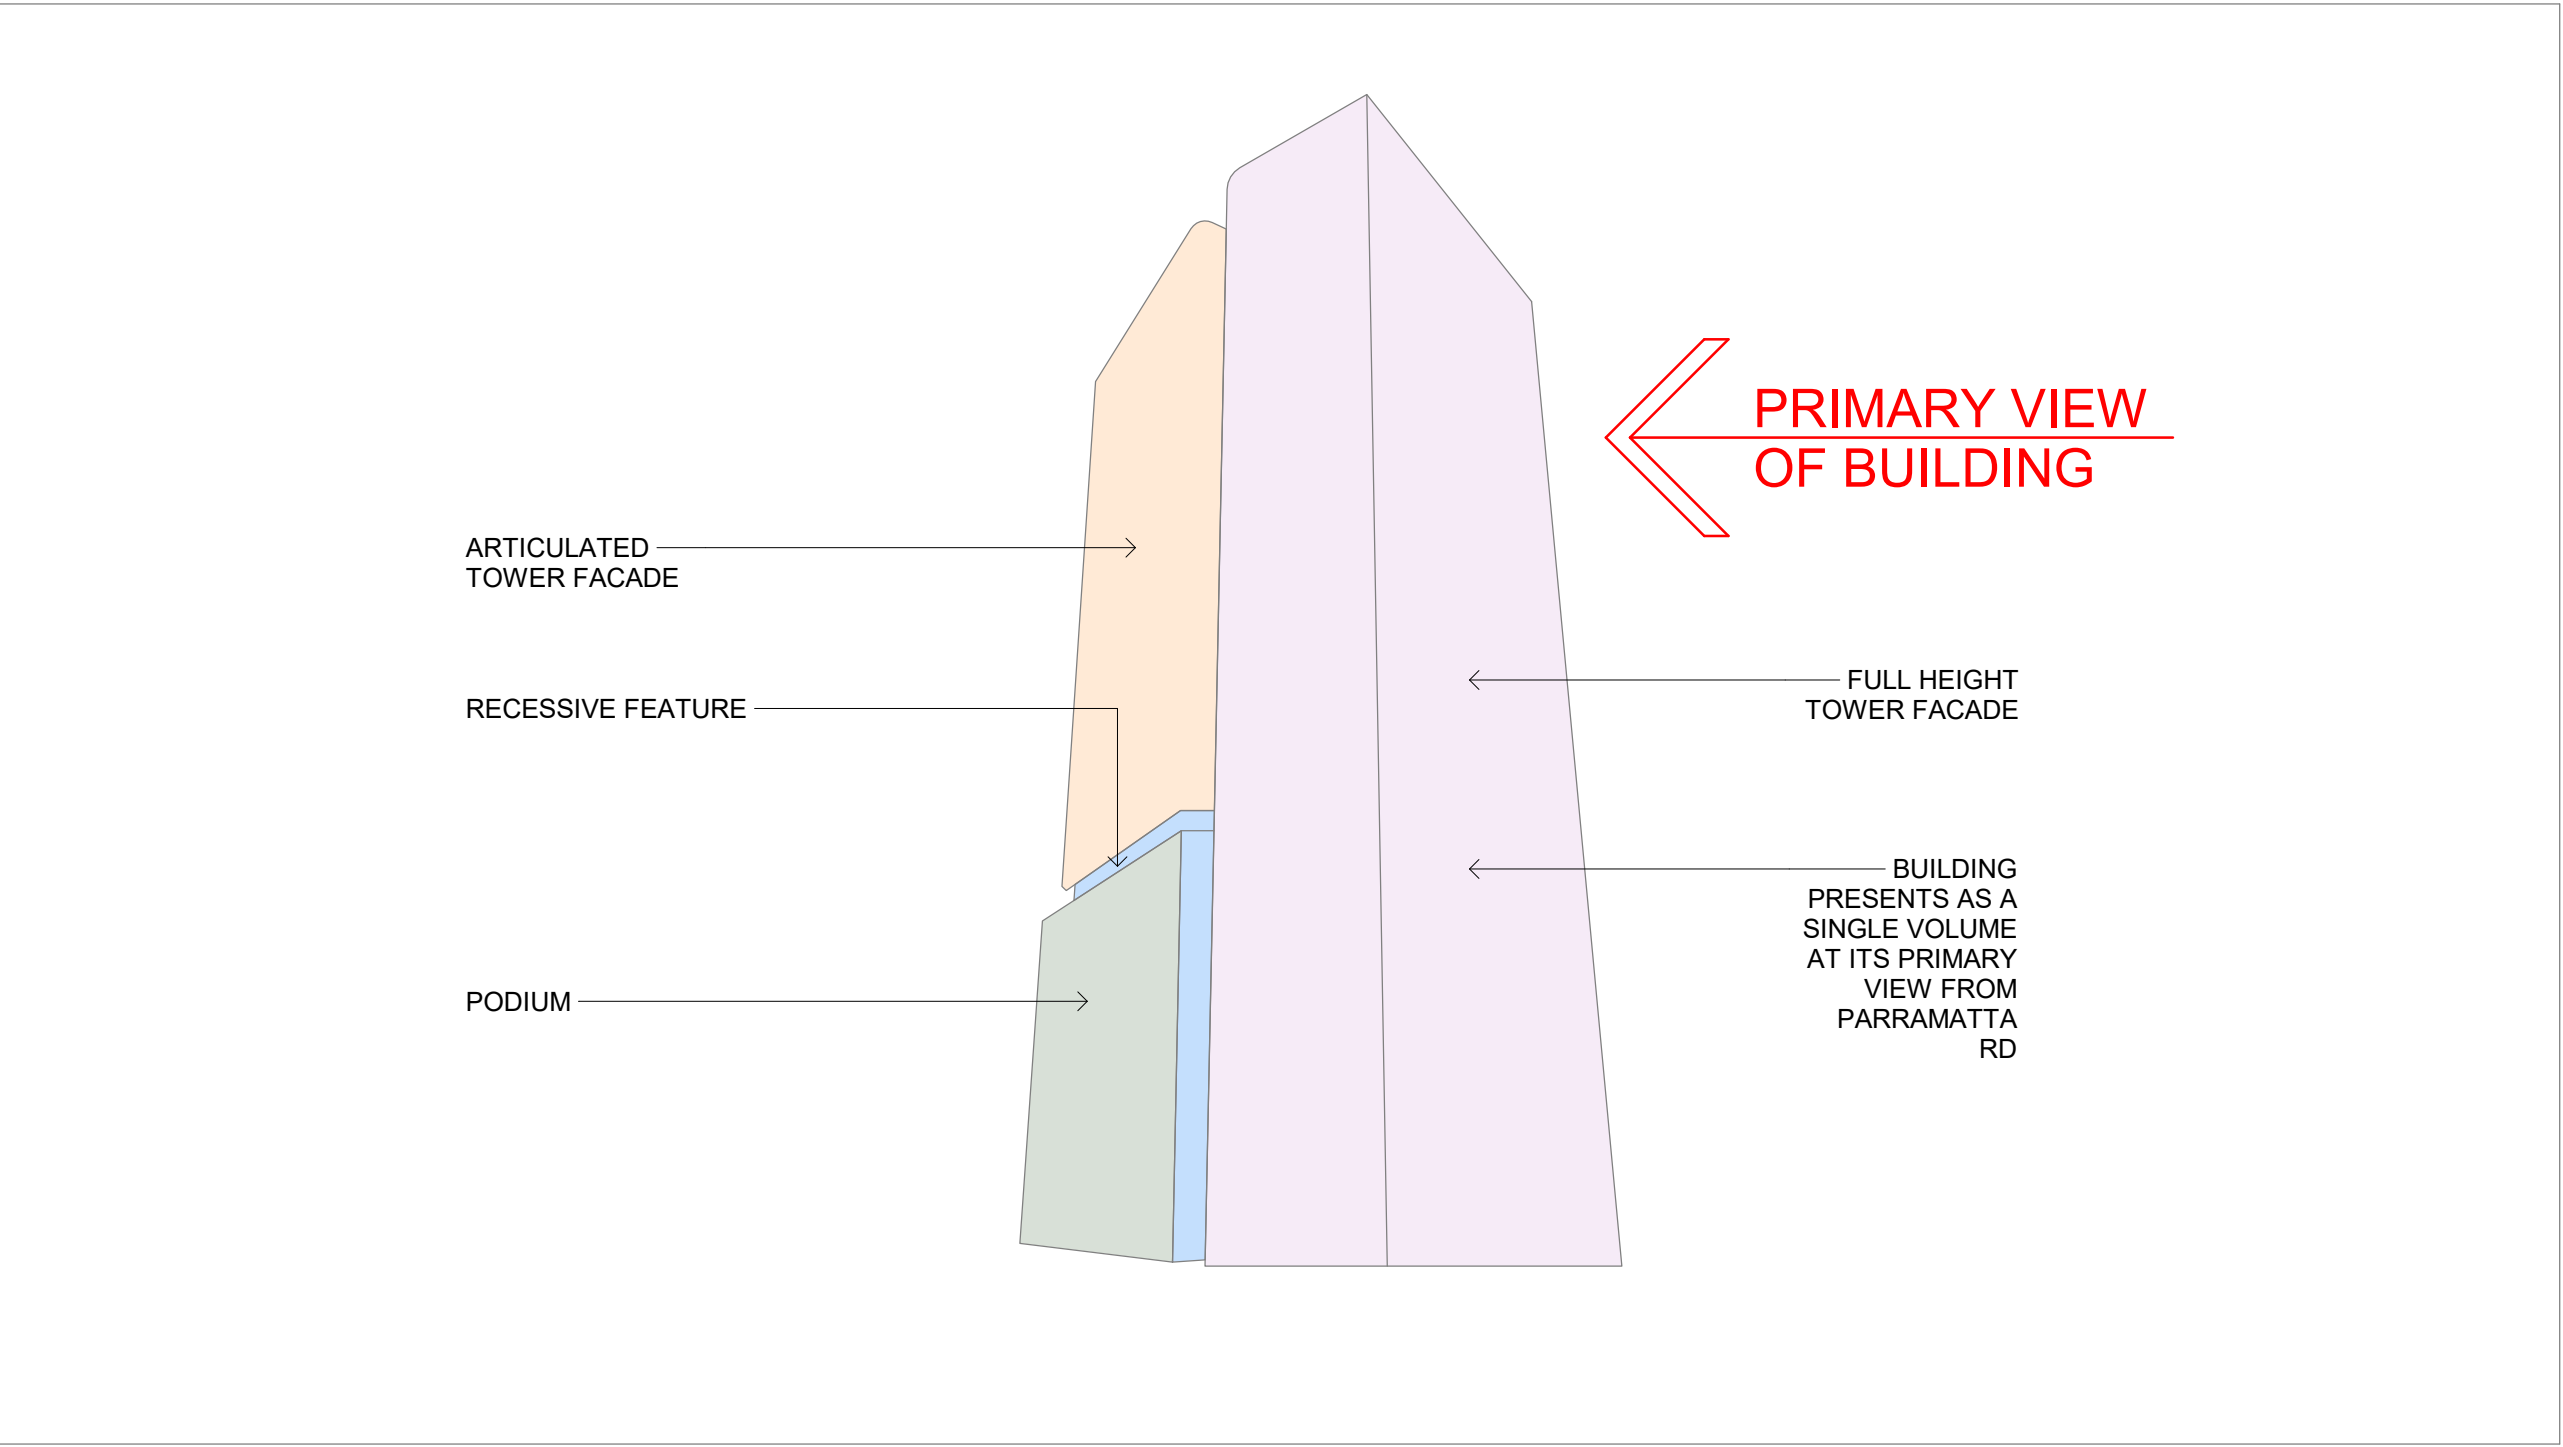 PRIMARY VIEW
OF BUILDING
ARTICULATED
TOWER FACADE
RECESSIVE FEATURE
PODIUM
FULL HEIGHT
TOWER FACADE
BUILDING
PRESENTS AS A
SINGLE VOLUME
AT ITS PRIMARY
VIEW FROM
PARRAMATTA
RD